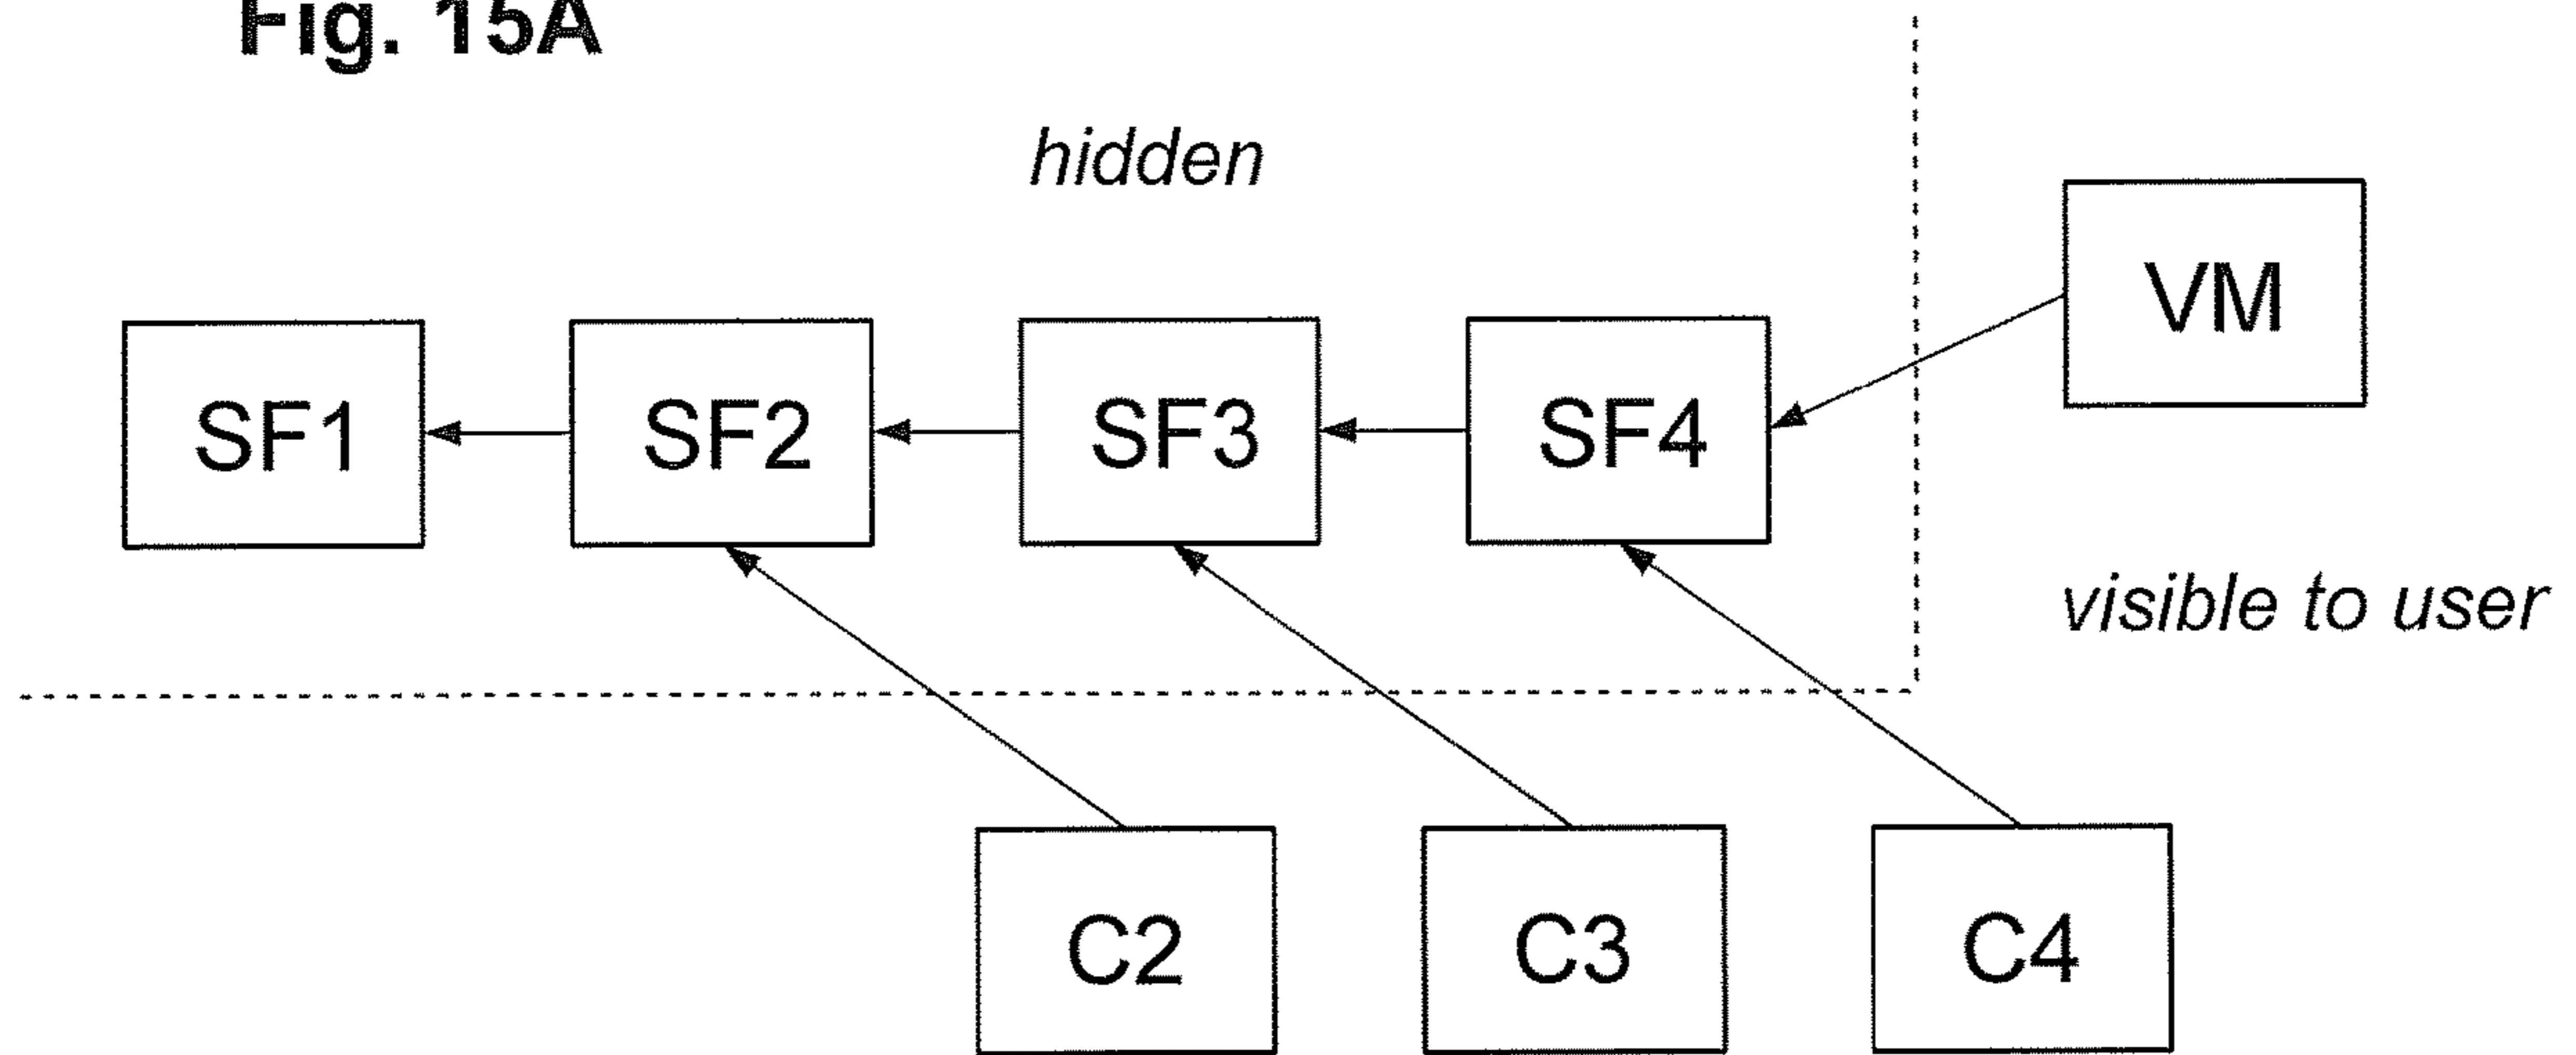 Fig. 15A
hidden
VM
SF1
SF2
SF3
SF4
visible to user
C2
C3
C4